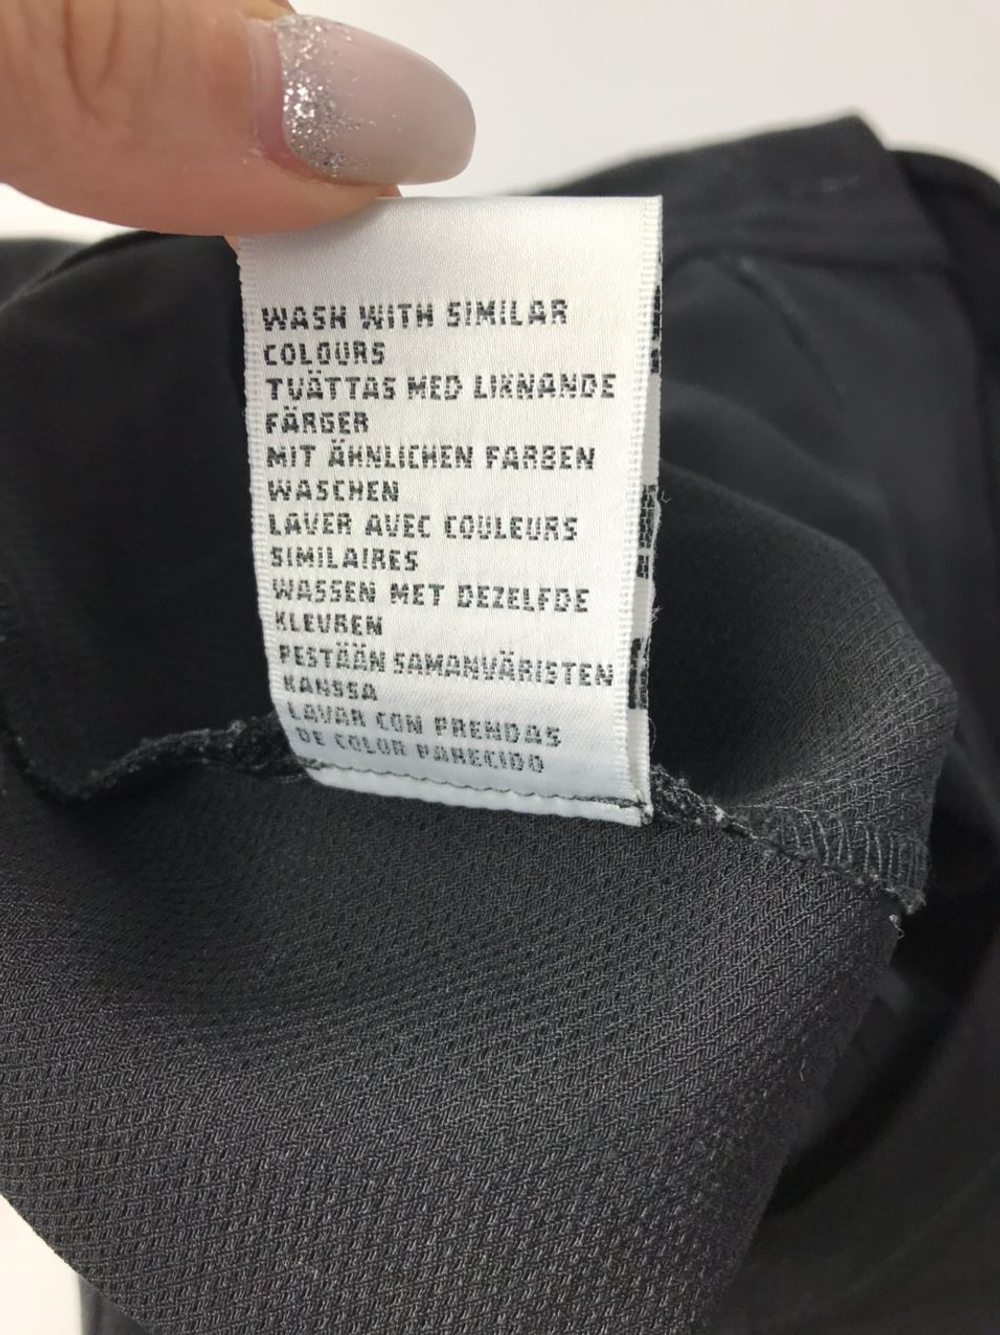 WASH WITH SIMILAR
COLOURS
TVÄTTAS MED LIKNANDE
FÄRGER
MIT ÄHNLICHEN FARBEN
WASCHEN
LAVER AVEC COULEURS
SIMILAIRES
WASSEN MET DEZELFDE
KLEUREN
PESTÄÄN SAMANVÄRISTEN
KANSSA
LAVAR CON PRENDAS
DE COLOR PARECIDO